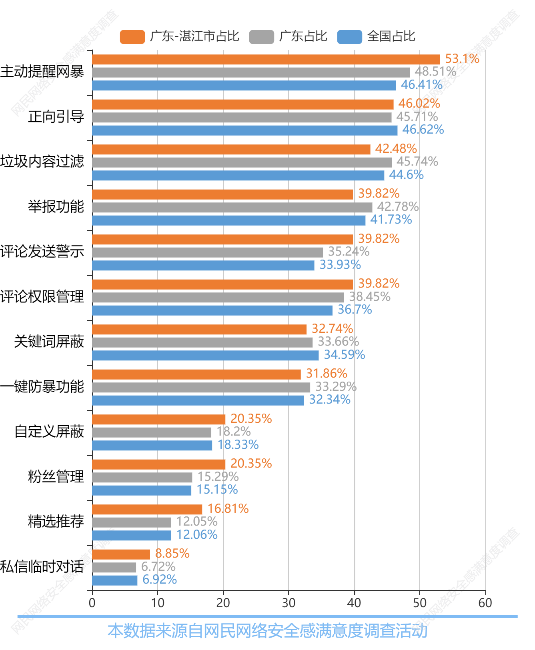 广东-湛江市占比 广东占比 全国占比
主动提醒网暴 53.1% 48.51% 46.41%
正向引导 46.02% 45.71% 46.62%
垃圾内容过滤 42.48% 45.74% 44.6%
举报功能 39.82% 42.78% 41.73%
评论发送警示 39.82% 35.24% 33.93%
评论权限管理 39.82% 38.45% 36.7%
关键词屏蔽 32.74% 33.66% 34.59%
一键防暴功能 31.86% 33.29% 32.34%
自定义屏蔽 20.35% 18.2% 18.33%
粉丝管理 20.35% 15.29% 15.15%
精选推荐 16.81% 12.05% 12.06%
私信临时对话 8.85% 6.72% 6.92%
0 10 20 30 40 50 60
本数据来源自网民网络安全感满意度调查活动